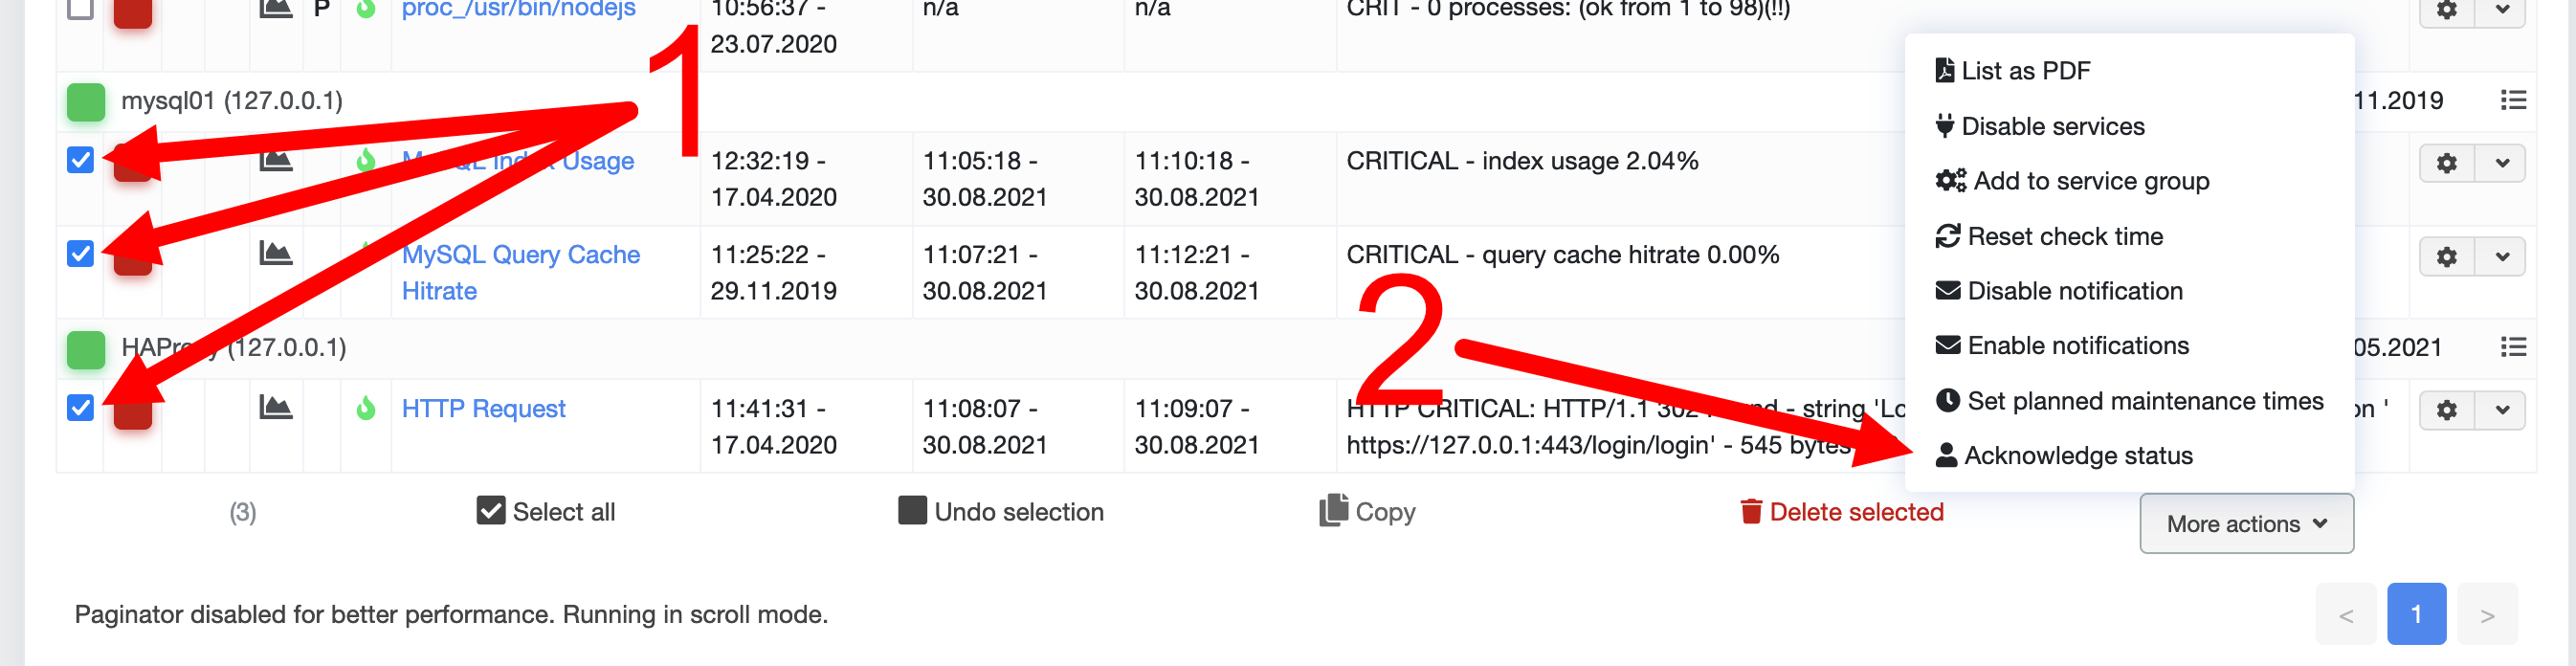 P proc_/usr/bin/nodejs 10:56:37 - n/a n/a CRIT - 0 processes: (ok from 1 to 98)(!!)
23.07.2020
1
mysql01 (127.0.0.1) 11.2019
MySQL Index Usage 12:32:19 - 11:05:18 - 11:10:18 - CRITICAL - index usage 2.04%
17.04.2020 30.08.2021 30.08.2021
MySQL Query Cache 11:25:22 - 11:07:21 - 11:12:21 - CRITICAL - query cache hitrate 0.00%
Hitrate 29.11.2019 30.08.2021 30.08.2021
2
HAProxy (127.0.0.1) 05.2021
HTTP Request 11:41:31 - 11:08:07 - 11:09:07 - HTTP CRITICAL: HTTP/1.1 302 - string 'Lo on '
17.04.2020 30.08.2021 30.08.2021 https://127.0.0.1:443/login/login' - 545 bytes
List as PDF
Disable services
Add to service group
Reset check time
Disable notification
Enable notifications
Set planned maintenance times
Acknowledge status
(3) Select all Undo selection Copy Delete selected More actions
Paginator disabled for better performance. Running in scroll mode. < 1 >